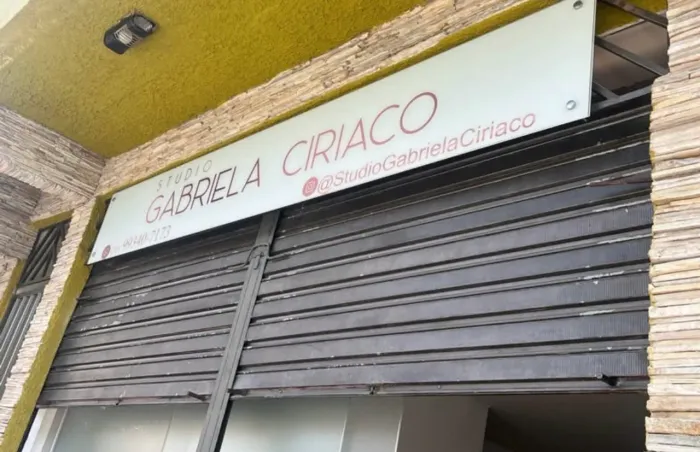 STUDIO
GABRIELA CIRIACO
@StudioGabrielaCiriaco